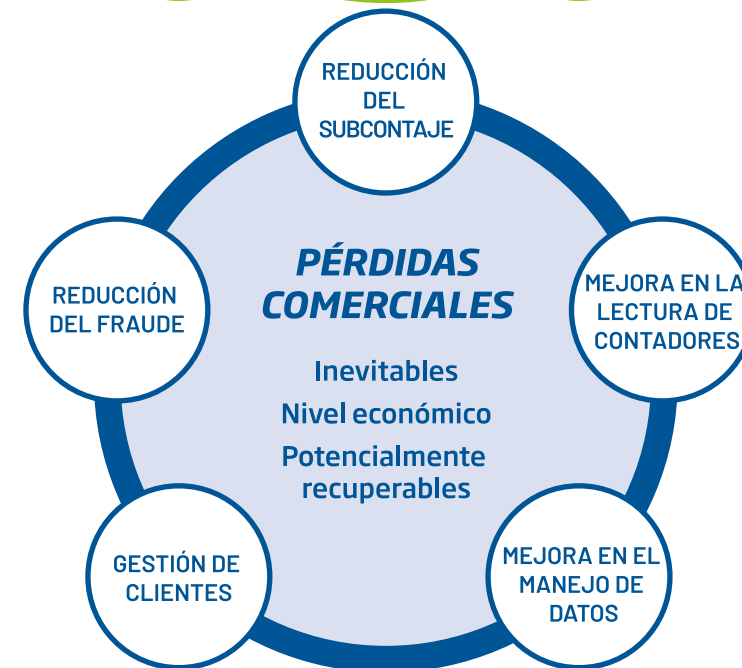 REDUCCIÓN
DEL
SUBCONTAJE
PÉRDIDAS
COMERCIALES
Inevitables
Nivel económico
Potencialmente
recuperables
MEJORA EN LA
LECTURA DE
CONTADORES
MEJORA EN EL
MANEJO DE
DATOS
GESTIÓN DE
CLIENTES
REDUCCIÓN
DEL FRAUDE